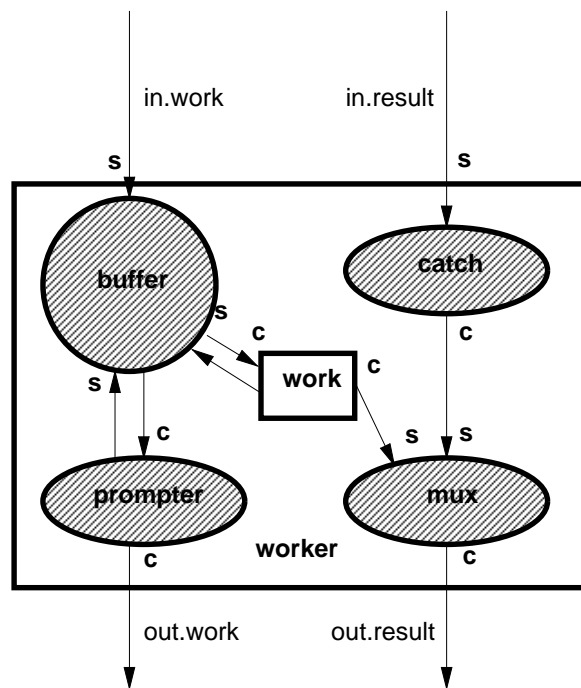 in.work
in.result
s
s
buffer
catch
s
c
c
work
c
s
c
s
s
prompter
mux
c
worker
c
out.work
out.result